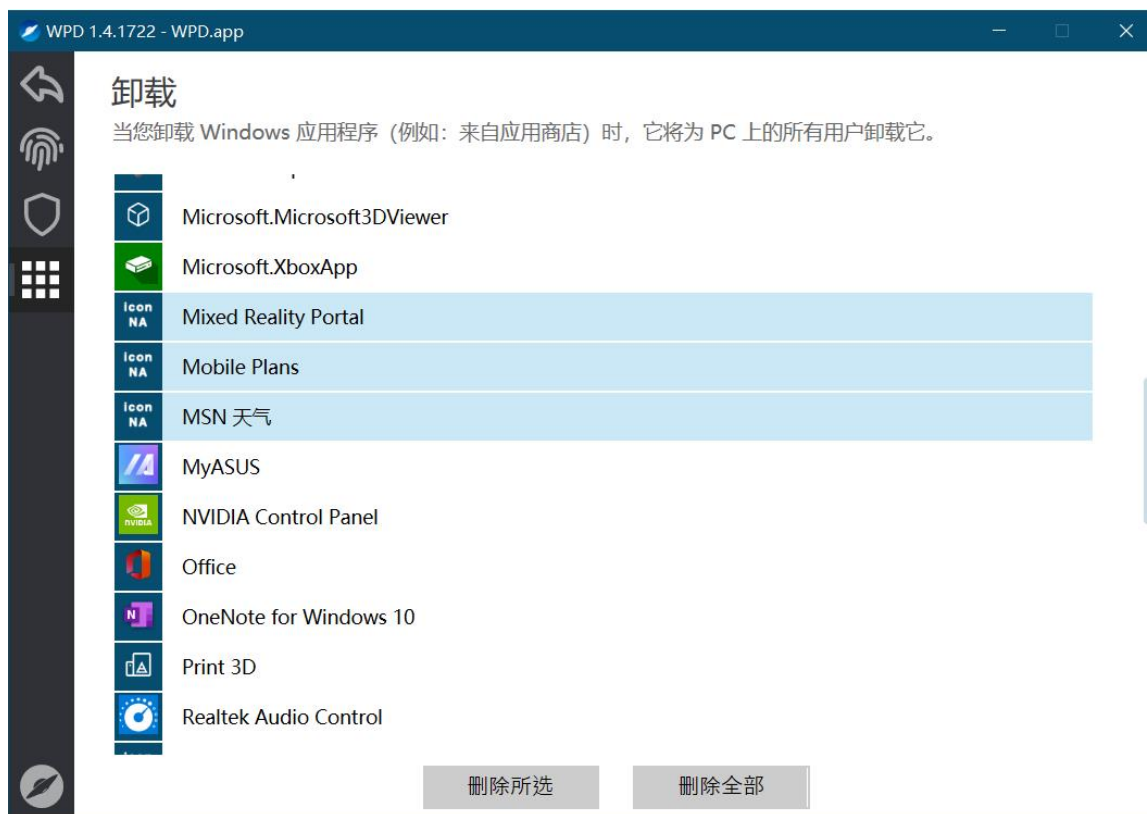 WPD 1.4.1722 - WPD.app
卸载
当您卸载 Windows 应用程序（例如：来自应用商店）时，它将为 PC 上的所有用户卸载它。
Microsoft.Microsoft3DViewer
Microsoft.XboxApp
Icon
NA
Mixed Reality Portal
Icon
NA
Mobile Plans
Icon
NA
MSN 天气
MyASUS
NVIDIA
NVIDIA Control Panel
Office
N
OneNote for Windows 10
Print 3D
Realtek Audio Control
删除所选
删除全部